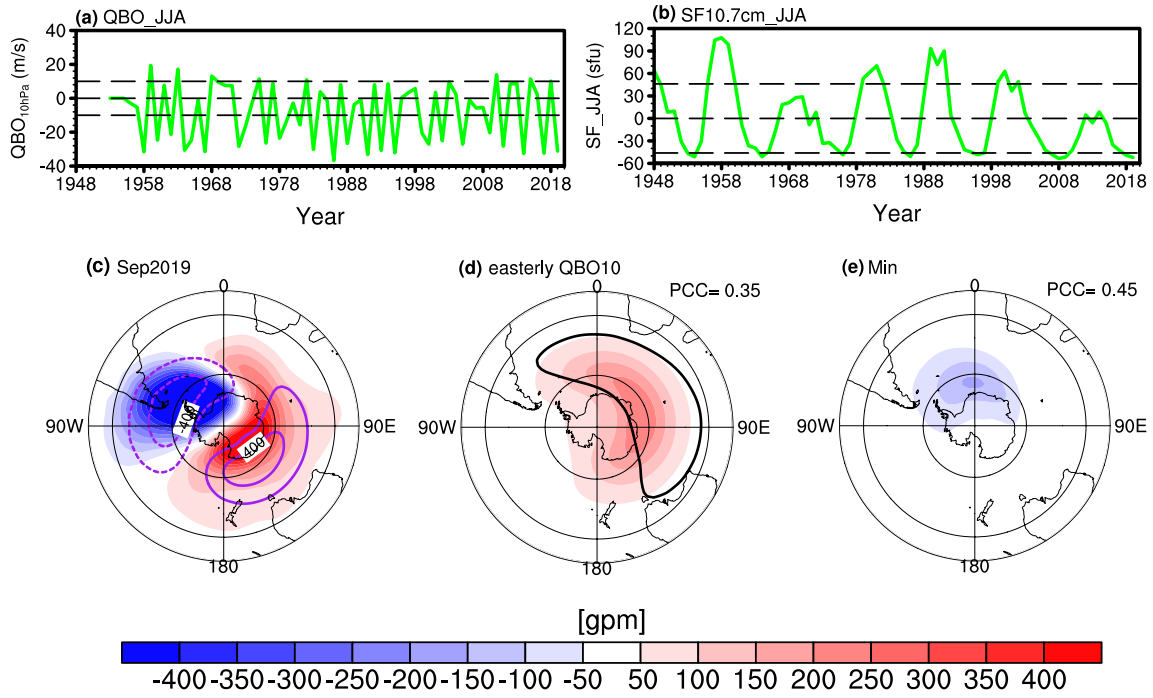 (a) QBO_JJA
(b) SF10.7cm_JJA
QBO10hPa (m/s)
40
20
0
-20
-40
1948 1958 1968 1978 1988 1998 2008 2018
Year
SF_JJA (sfu)
120
90
60
30
0
-30
-60
1948 1958 1968 1978 1988 1998 2008 2018
Year
(c) Sep2019
0
90W
90E
180
-400
400
(d) easterly QBO10
PCC= 0.35
0
90W
90E
180
(e) Min
PCC= 0.45
0
90W
90E
180
[gpm]
-400 -350 -250 -200 -150 -100 -50 50 100 150 200 250 300 350 400